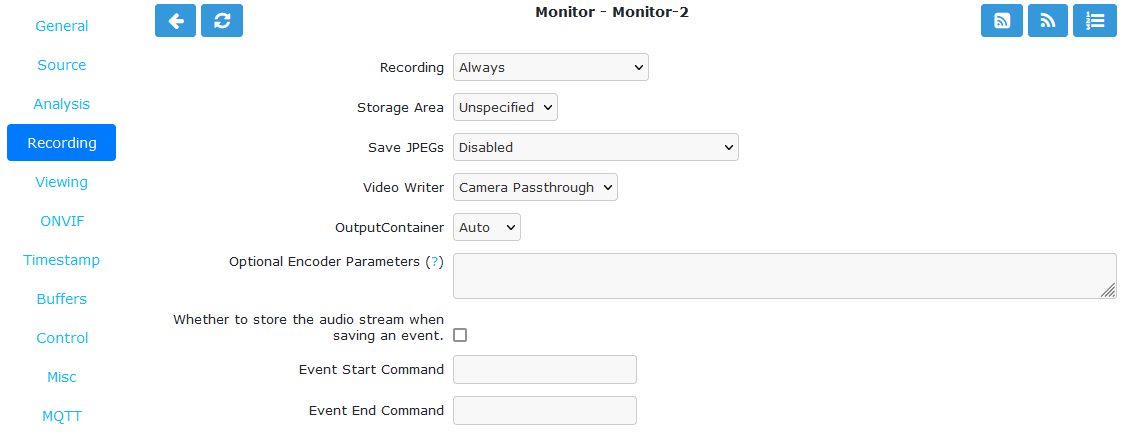 Monitor - Monitor-2
General
Source
Analysis
Recording
Viewing
ONVIF
Timestamp
Buffers
Control
Misc
MQTT
Recording Always
Storage Area Unspecified
Save JPEGs Disabled
Video Writer Camera Passthrough
OutputContainer Auto
Optional Encoder Parameters (?)
Whether to store the audio stream when
saving an event.
Event Start Command
Event End Command